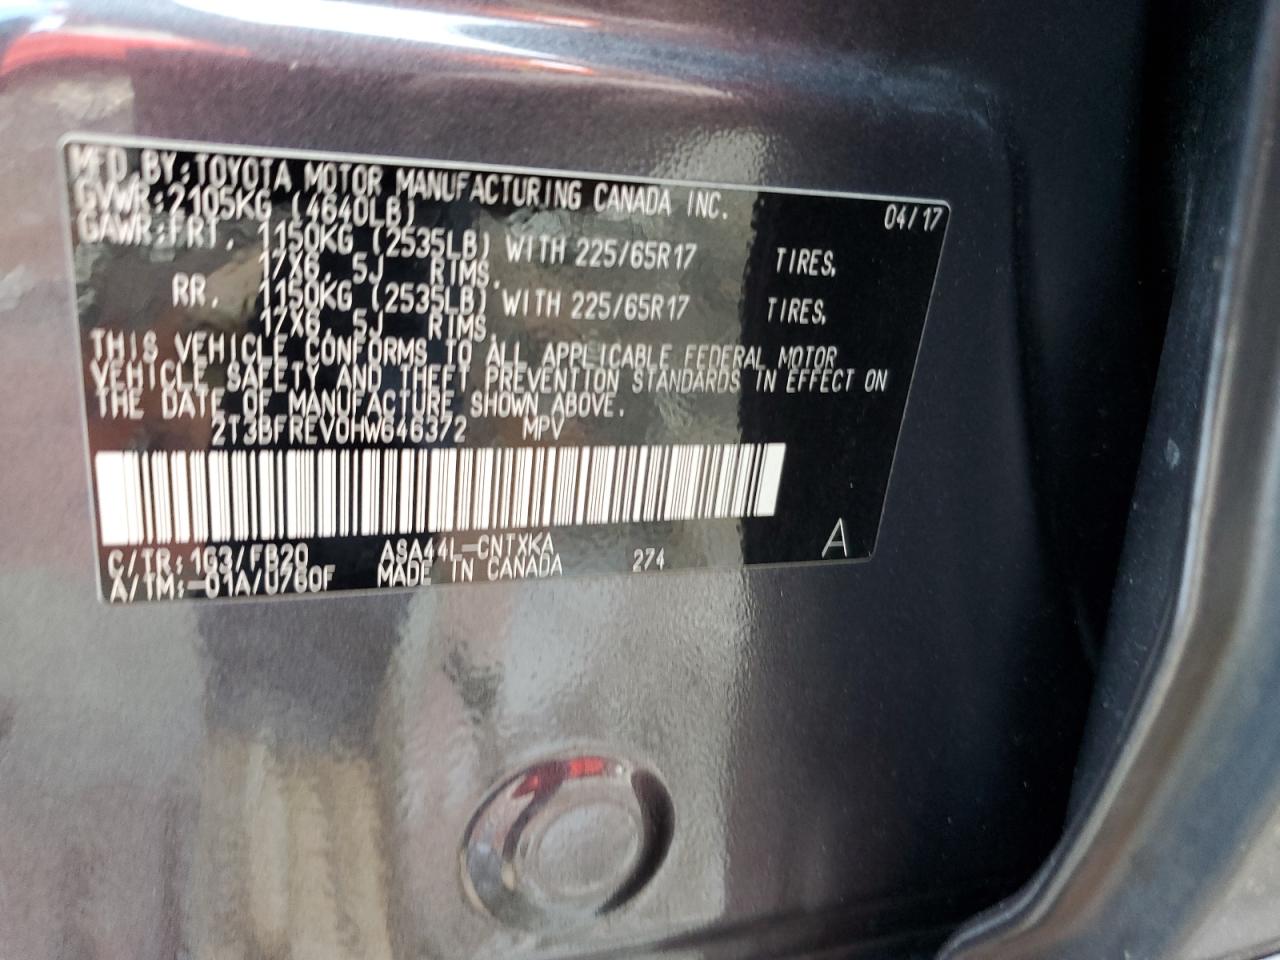 MFD. BY: TOYOTA MOTOR MANUFACTURING CANADA INC. 04/17
GVWR: 2105KG (4640LB)
GAWR: FRT. 1150KG (2535LB) WITH 225/65R17 TIRES,
17X6.5J RIMS.
RR. 1150KG (2535LB) WITH 225/65R17 TIRES,
17X6.5J RIMS.
THIS VEHICLE CONFORMS TO ALL APPLICABLE FEDERAL MOTOR
VEHICLE SAFETY AND THEFT PREVENTION STANDARDS IN EFFECT ON
THE DATE OF MANUFACTURE SHOWN ABOVE.
2T3BFREV0HW646372 MPV
C/TR: 1G3/FB20 ASA44L-CNTXKA 274 A
A/TM: -01A/U760F MADE IN CANADA